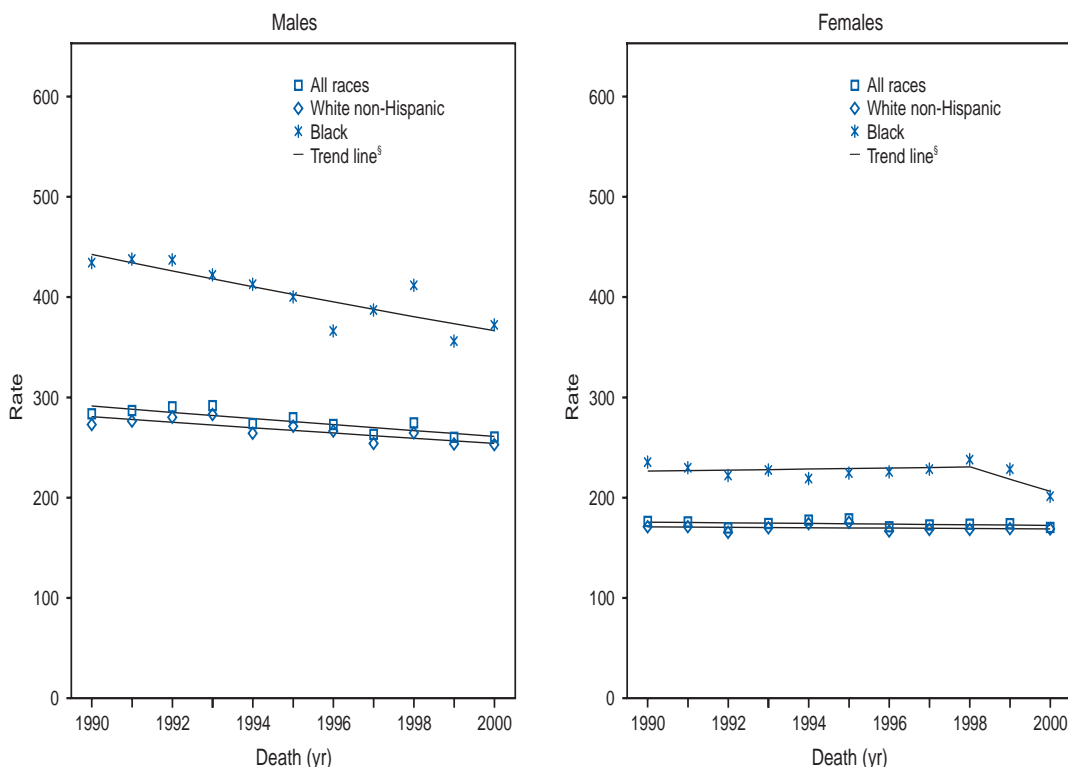 Males
All races
White non-Hispanic
Black
Trend line§
Rate
600
500
400
300
200
100
0
1990 1992 1994 1996 1998 2000
Death (yr)
Females
All races
White non-Hispanic
Black
Trend line§
Rate
600
500
400
300
200
100
0
1990 1992 1994 1996 1998 2000
Death (yr)